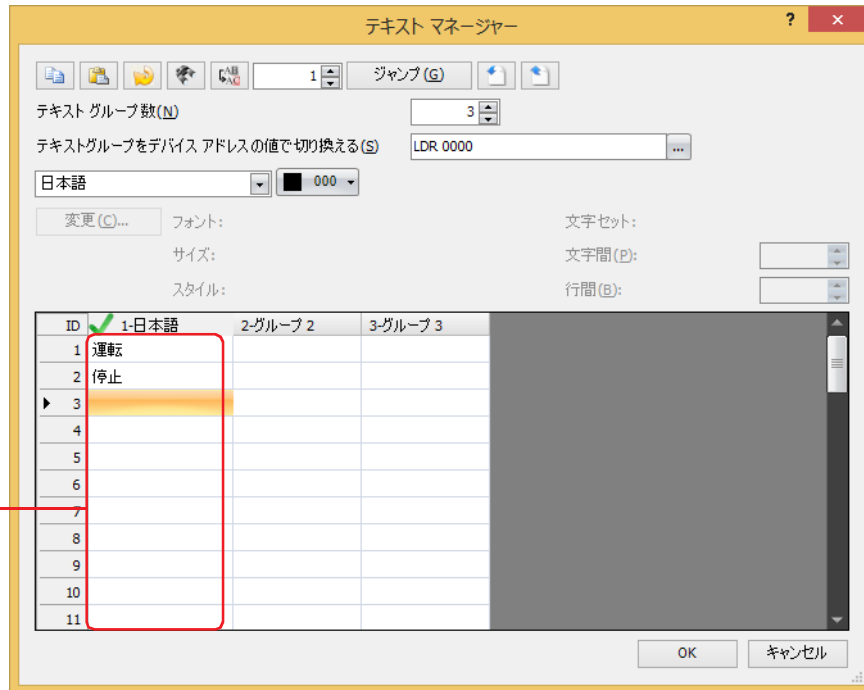 テキスト マネージャー
? ×
1 ジャンプ(G)
テキスト グループ数(N) 3
テキストグループをデバイス アドレスの値で切り換える(S) LDR 0000 ...
日本語 000
変更(C)... フォント: 文字セット:
サイズ: 文字間(P):
スタイル: 行間(B):
ID 1-日本語 2-グループ 2 3-グループ 3
1 運転
2 停止
3
4
5
6
7
8
9
10
11
OK キャンセル